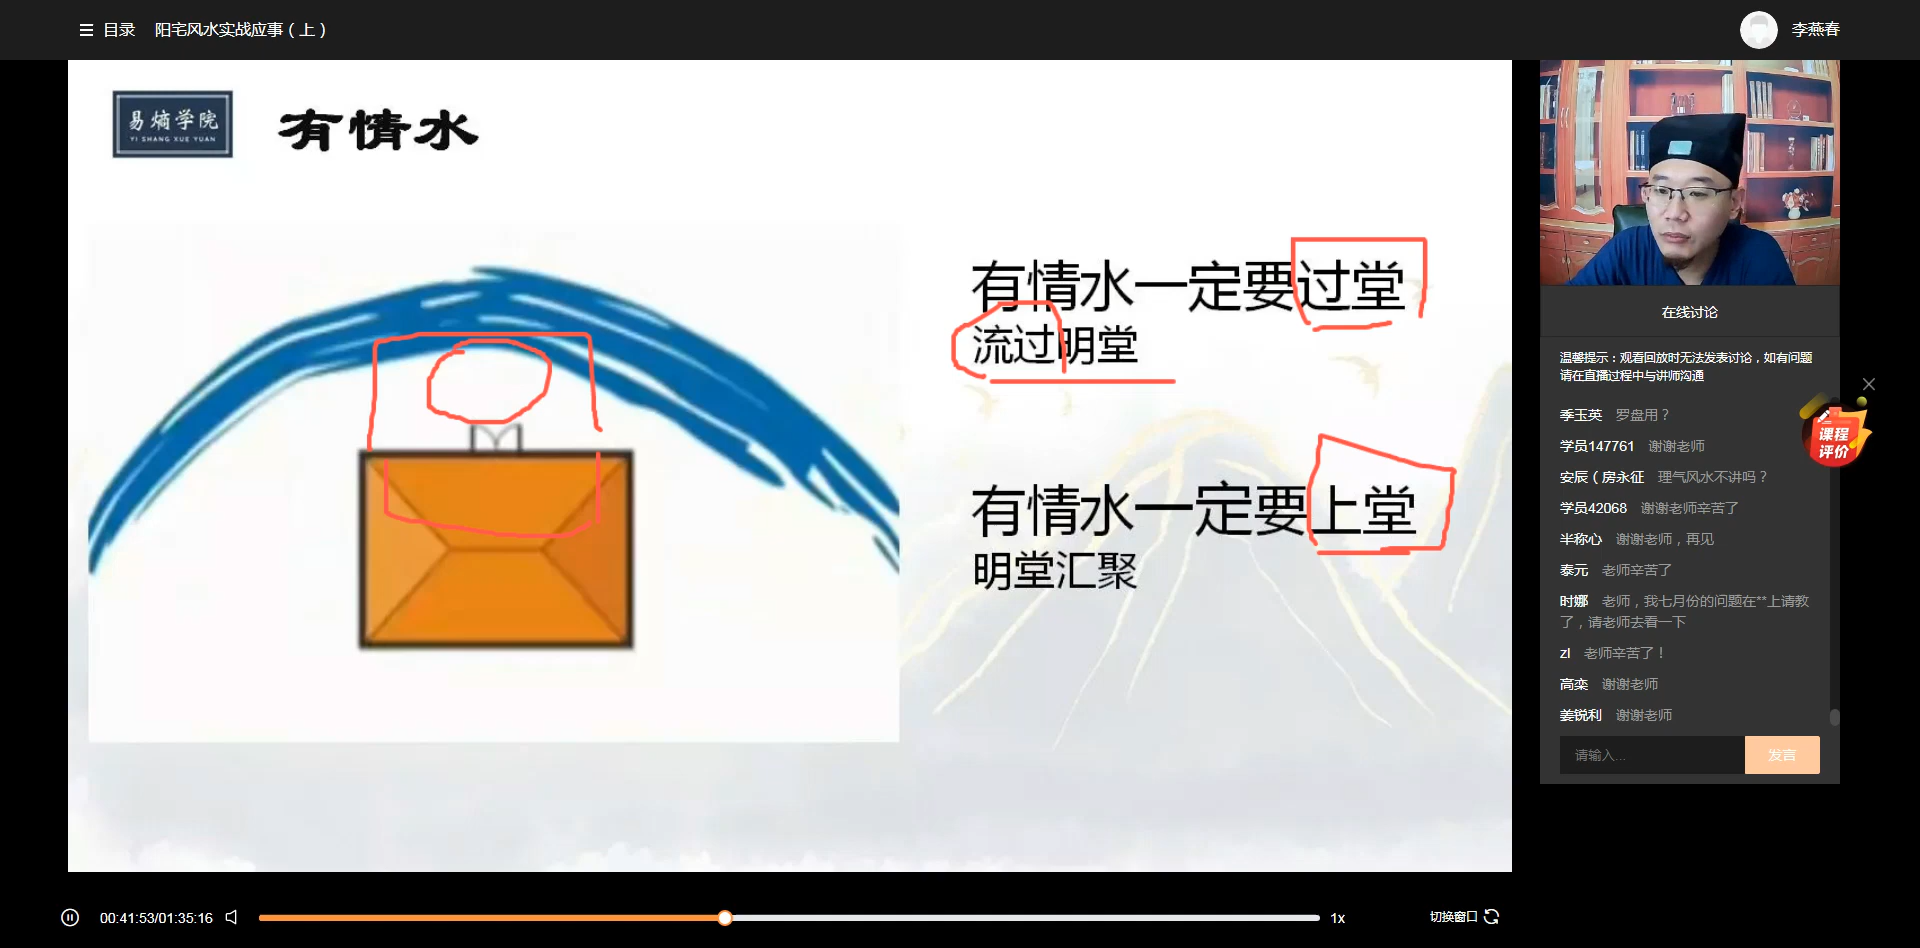 目录 阳宅风水实战应事（上）
李燕春
易熵学院
YI SHANG XUE YUAN
有情水
有情水一定要过堂
流过明堂
有情水一定要上堂
明堂汇聚
在线讨论
温馨提示：观看回放时无法发表讨论，如有问题
请在直播过程中与讲师沟通
季玉英 罗盘用？
学员147761 谢谢老师
安辰（房永征 理气风水不讲吗？
学员42068 谢谢老师辛苦了
半称心 谢谢老师，再见
泰元 老师辛苦了
时娜 老师，我七月份的问题在**上请教
了，请老师去看一下
zl 老师辛苦了！
高栾 谢谢老师
姜锐利 谢谢老师
课程
评价
请输入... 发言
00:41:53/01:35:16 1x 切换窗口